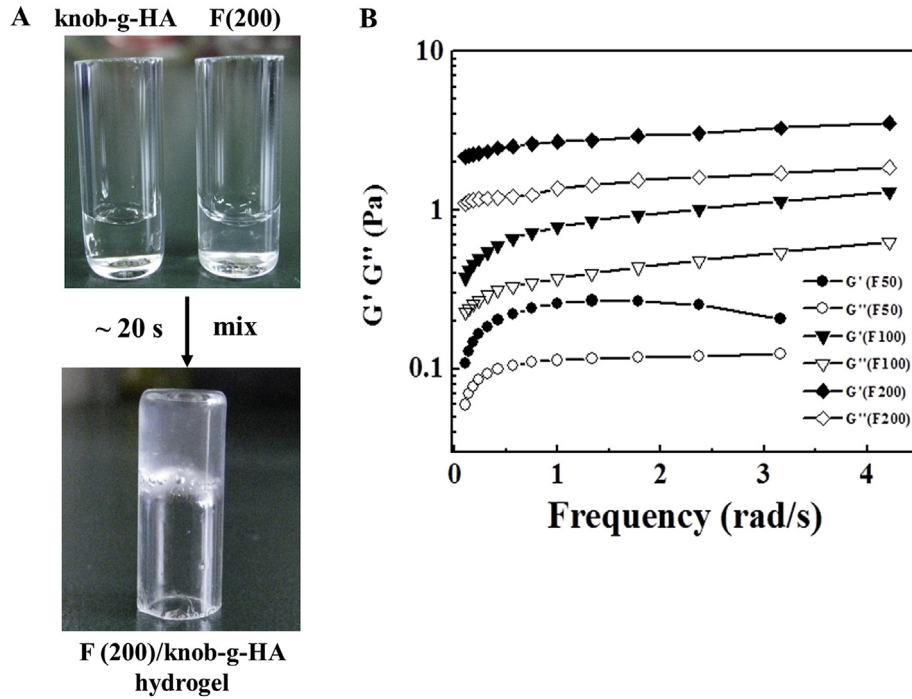 A
knob-g-HA F(200)
~ 20 s mix
F (200)/knob-g-HA
hydrogel
B
G' G'' (Pa)
10
1
0.1
0 1 2 3 4
Frequency (rad/s)
G'(F50)
G''(F50)
G'(F100)
G''(F100)
G'(F200)
G''(F200)